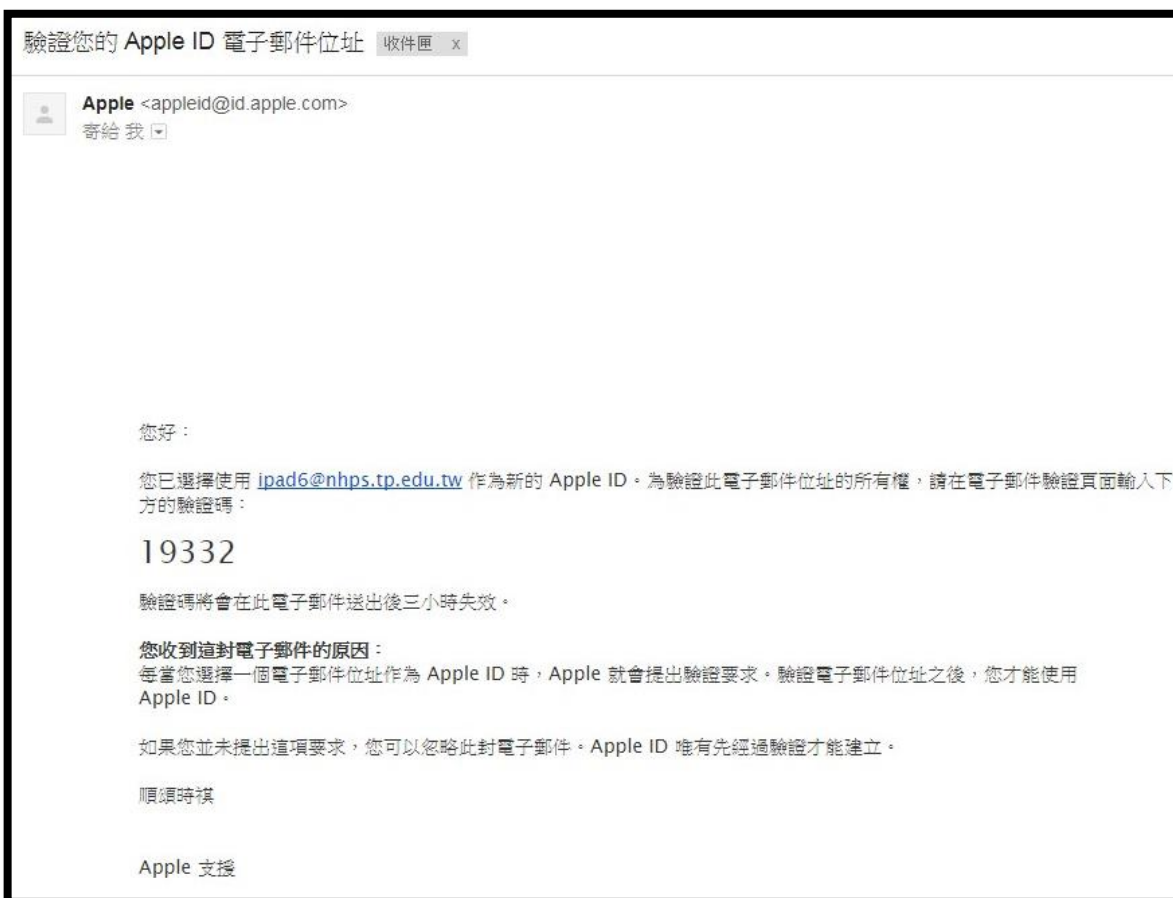 驗證您的 Apple ID 電子郵件位址 收件匣 x
Apple <appleid@id.apple.com>
寄給 我
您好：
您已選擇使用 ipad6@nhps.tp.edu.tw 作為新的 Apple ID。為驗證此電子郵件位址的所有權，請在電子郵件驗證頁面輸入下
方的驗證碼：
19332
驗證碼將會在此電子郵件送出後三小時失效。
您收到這封電子郵件的原因：
每當您選擇一個電子郵件位址作為 Apple ID 時，Apple 就會提出驗證要求。驗證電子郵件位址之後，您才能使用
Apple ID。
如果您並未提出這項要求，您可以忽略此封電子郵件。Apple ID 唯有先經過驗證才能建立。
順頌時祺
Apple 支援